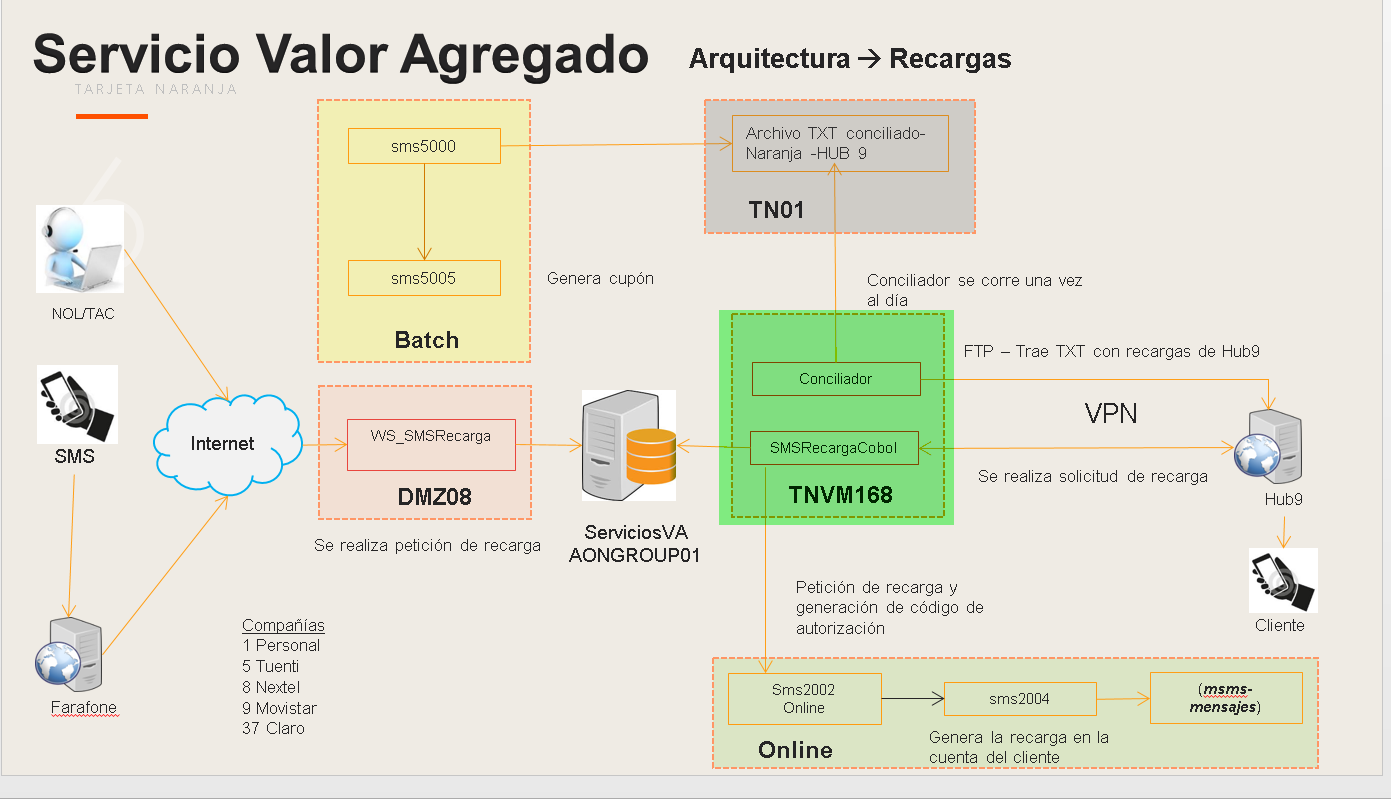 Servicio Valor Agregado
Arquitectura → Recargas
TARJETA NARANJA
6
sms5000
Archivo TXT conciliado-
Naranja -HUB 9
TN01
sms5005
Genera cupón
Batch
NOL/TAC
Conciliador se corre una vez
al día
FTP – Trae TXT con recargas de Hub9
Conciliador
VPN
SMS
Internet
WS_SMSRecarga
DMZ08
Se realiza petición de recarga
ServiciosVA
AONGROUP01
SMSRecargaCobol
TNVM168
Se realiza solicitud de recarga
Hub9
Cliente
Petición de recarga y
generación de código de
autorización
Farafone
Compañías
1 Personal
5 Tuenti
8 Nextel
9 Movistar
37 Claro
Sms2002
Online
sms2004
(msms-
mensajes)
Online
Genera la recarga en la
cuenta del cliente